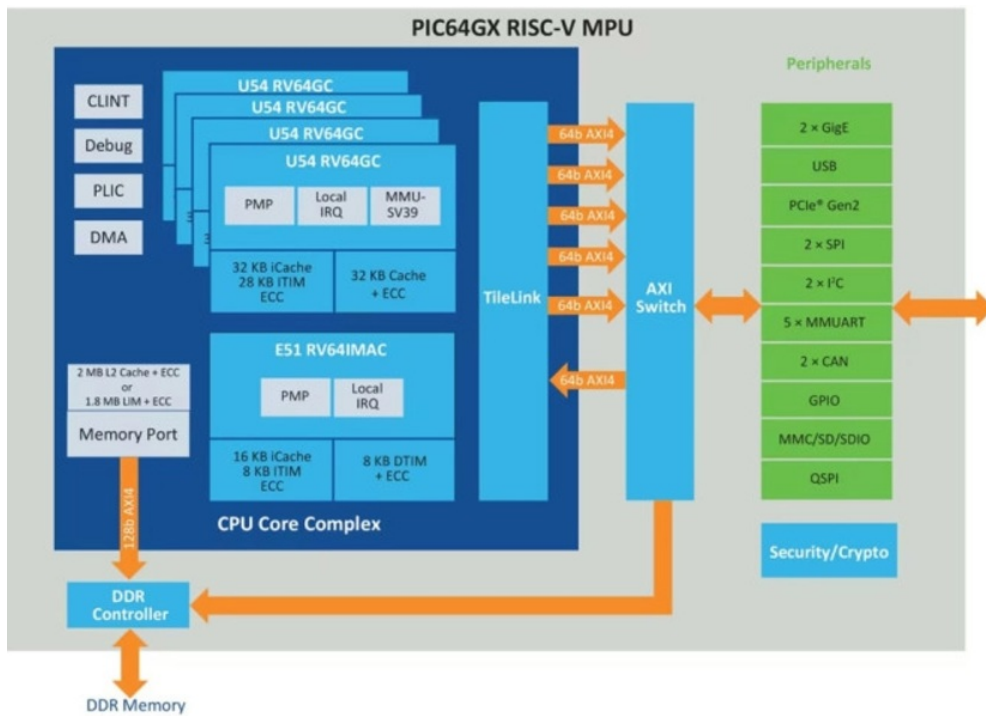 PIC64GX RISC-V MPU
CLINT
Debug
PLIC
DMA
U54 RV64GC
U54 RV64GC
U54 RV64GC
U54 RV64GC
PMP
Local
IRQ
MMU-
SV39
32 KB iCache
28 KB ITIM
ECC
32 KB Cache
+ ECC
E51 RV64IMAC
PMP
Local
IRQ
16 KB iCache
8 KB ITIM
ECC
8 KB DTIM
+ ECC
2 MB L2 Cache + ECC
or
1.8 MB LIM + ECC
Memory Port
128b AXI4
CPU Core Complex
TileLink
64b AXI4
64b AXI4
64b AXI4
64b AXI4
64b AXI4
64b AXI4
AXI
Switch
Peripherals
2 × GigE
USB
PCIe® Gen2
2 × SPI
2 × I²C
5 × MMUART
2 × CAN
GPIO
MMC/SD/SDIO
QSPI
Security/Crypto
DDR
Controller
DDR Memory